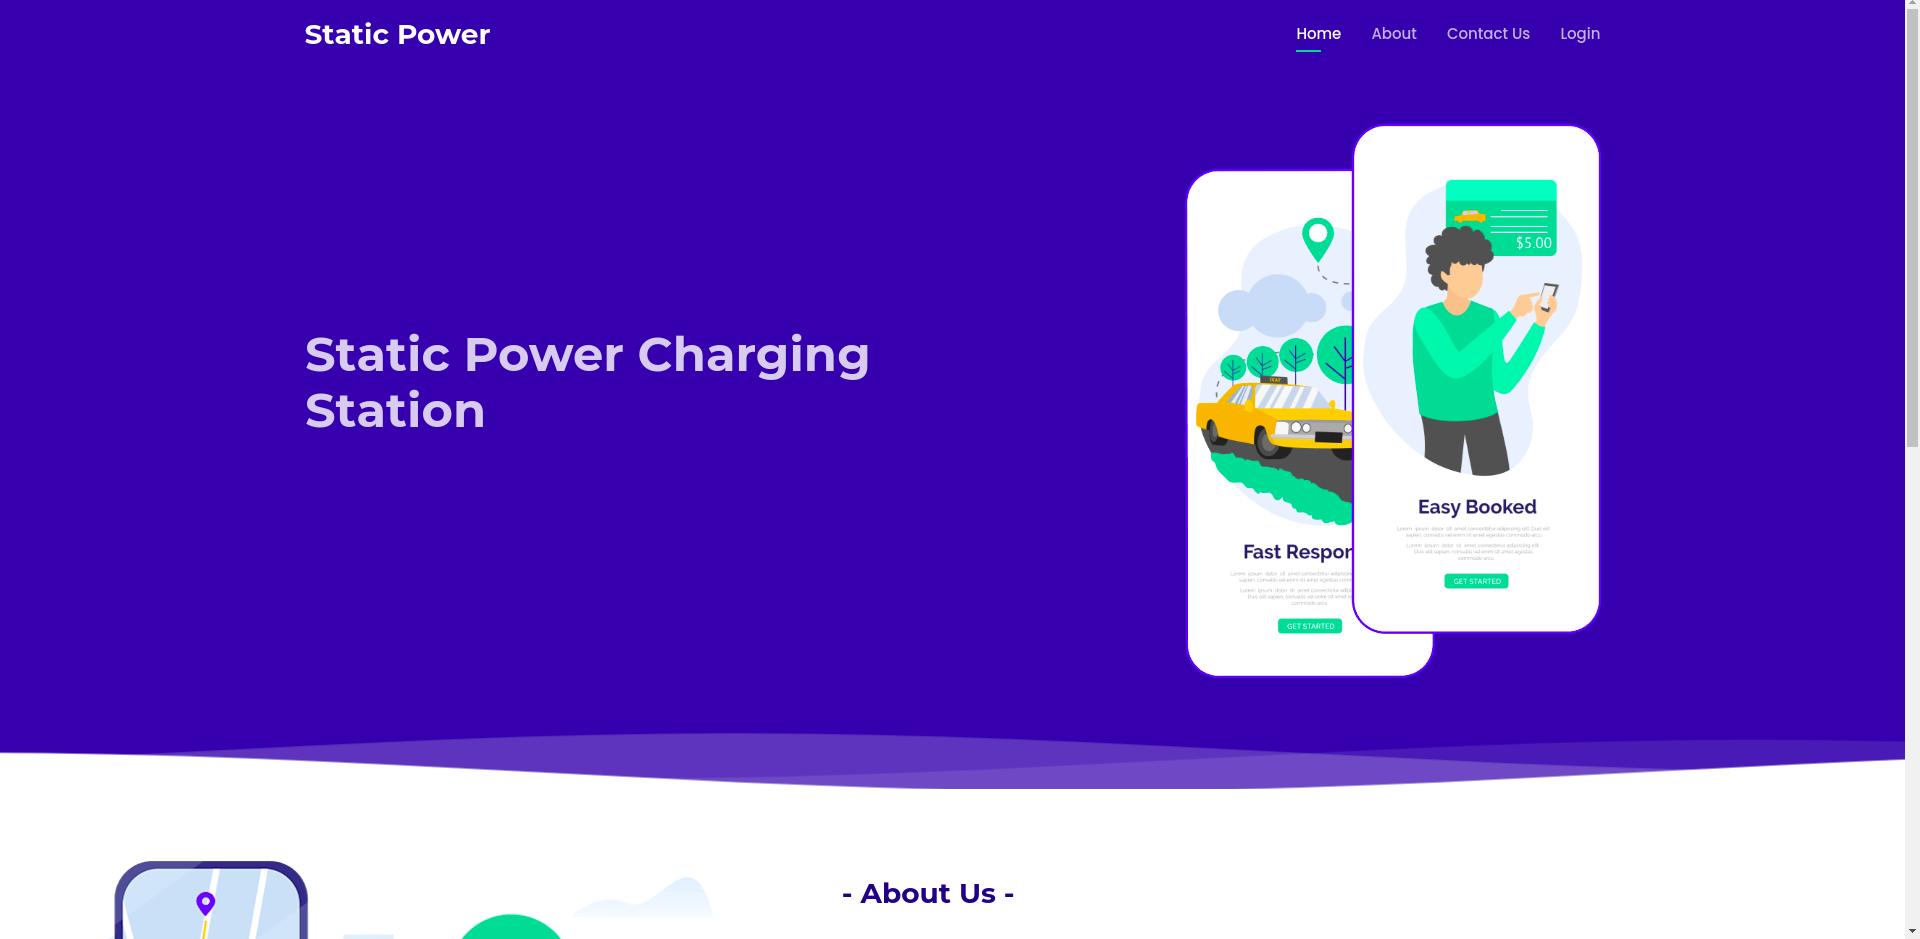 Static Power
Home
About
Contact Us
Login
Static Power Charging
Station
$5.00
Easy Booked
GET STARTED
Fast Respon
GET STARTED
- About Us -